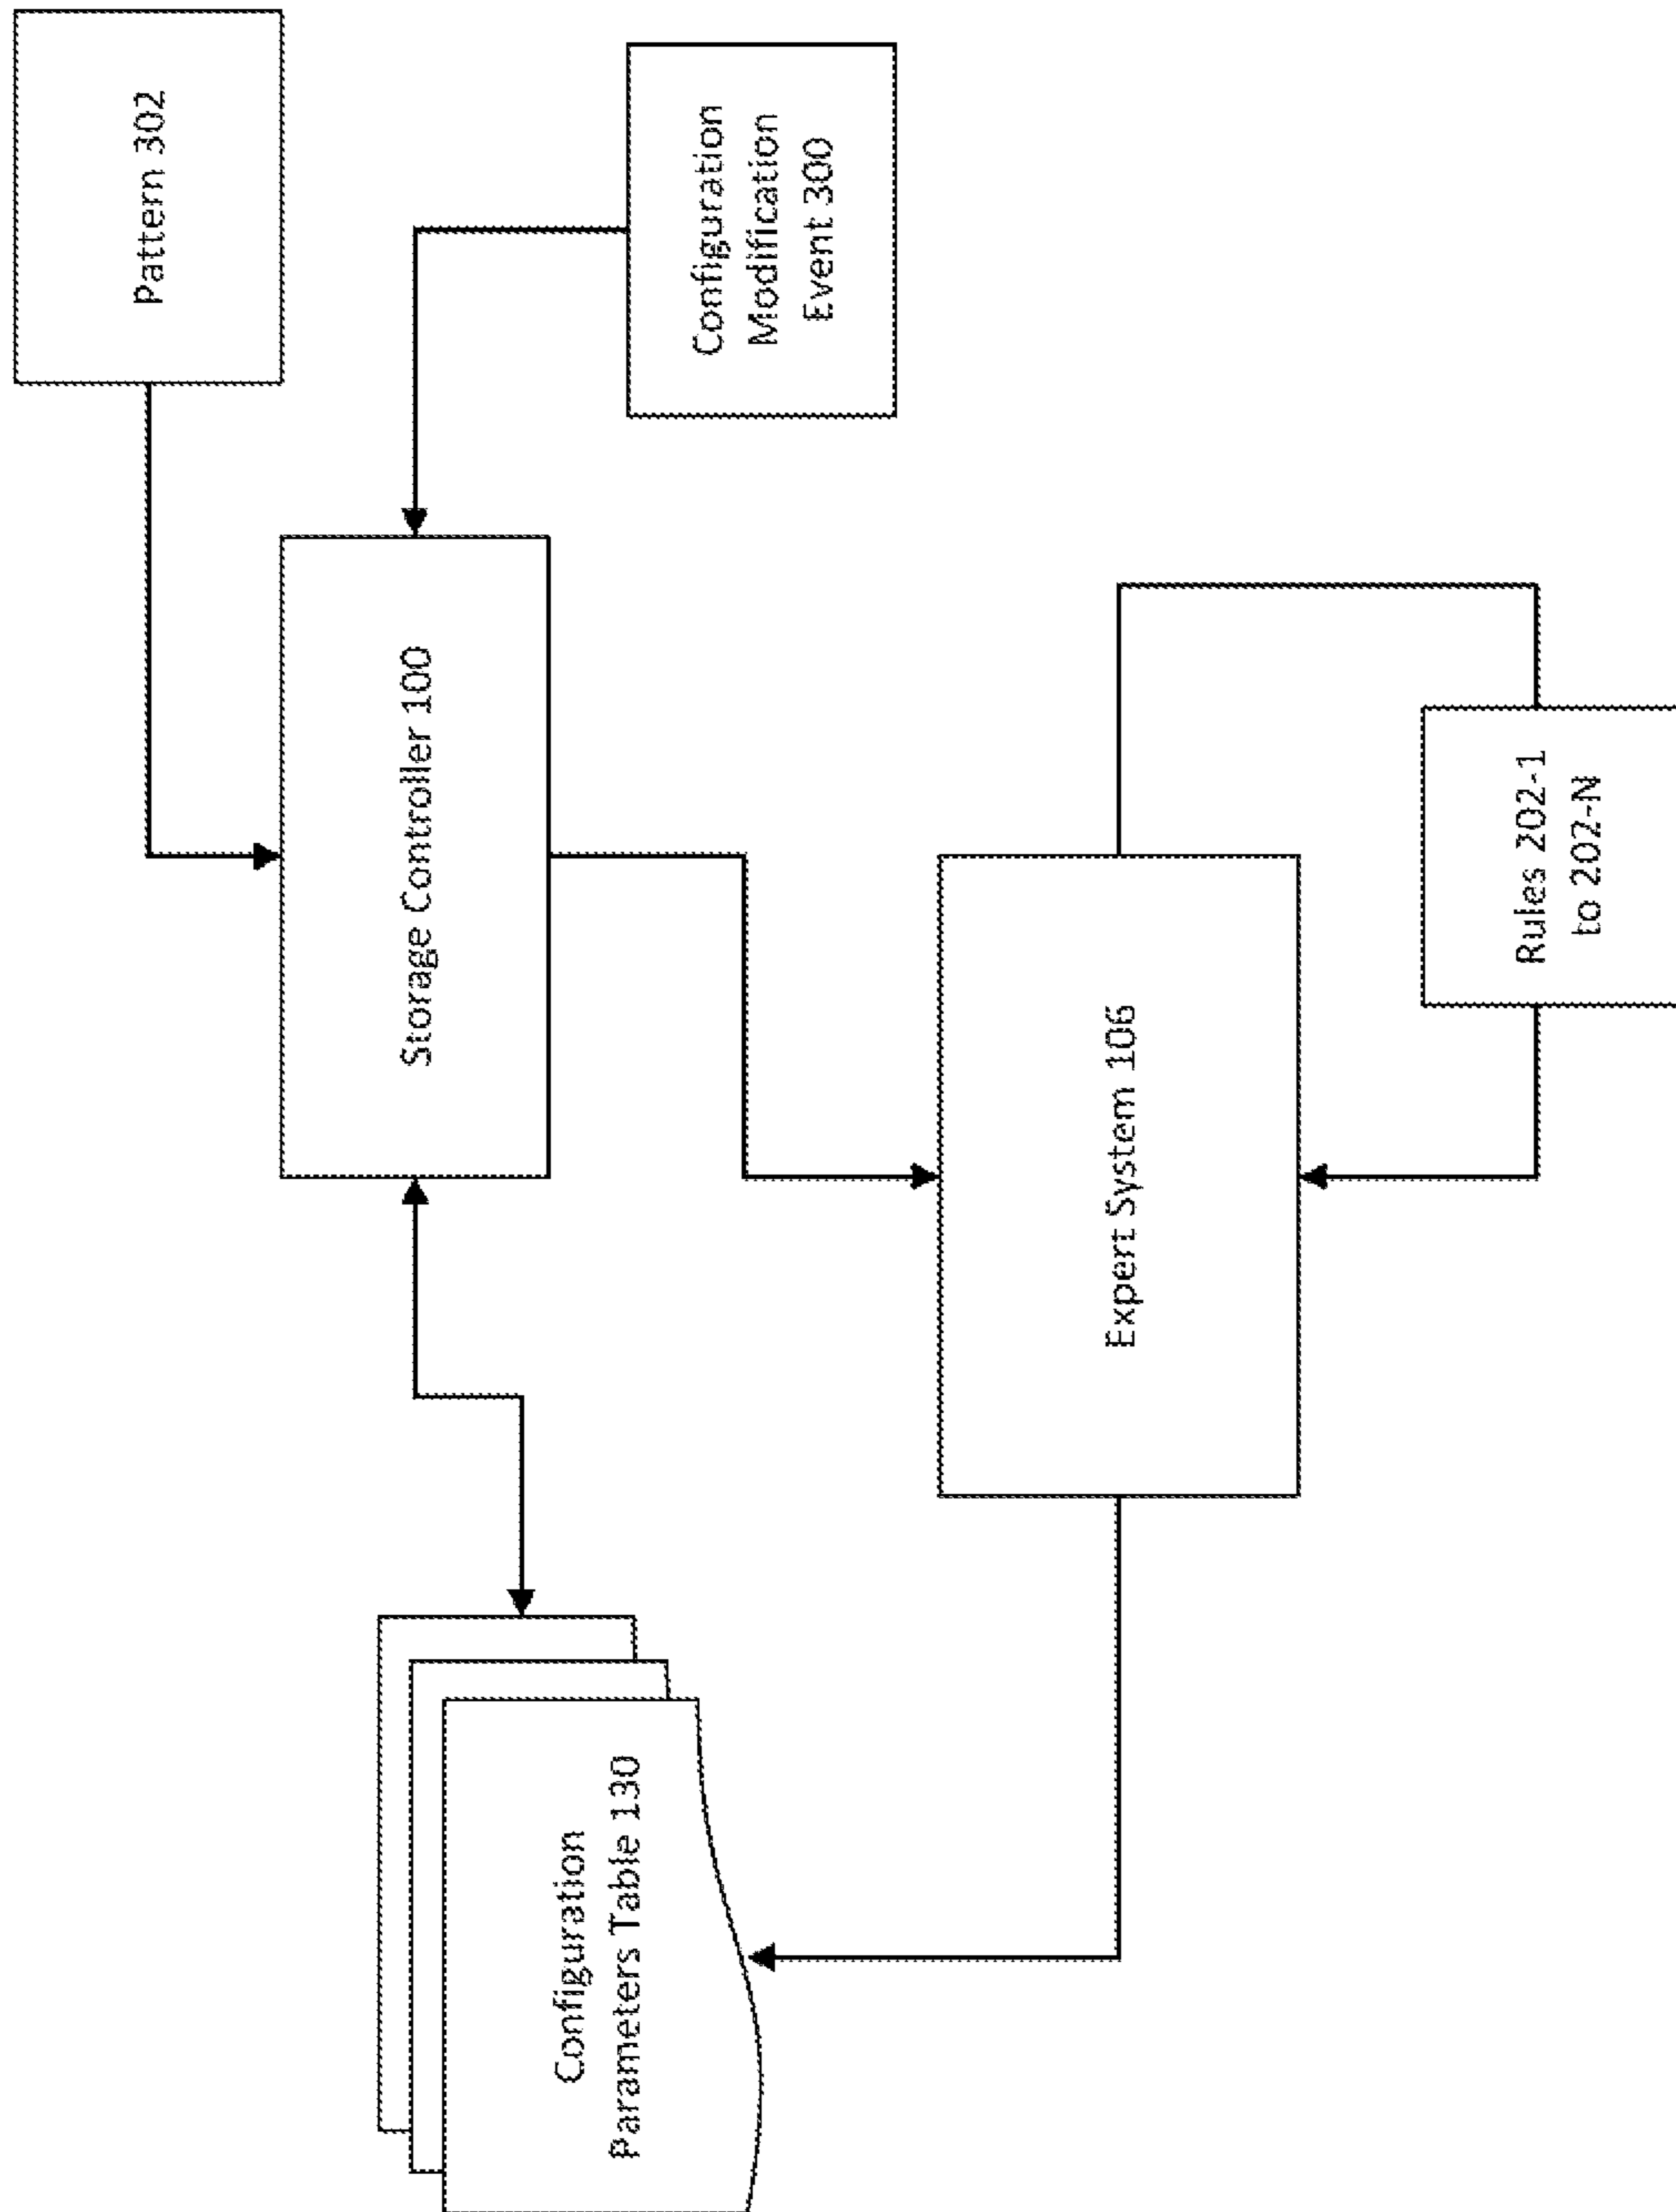 Pattern 302
Configuration
Modification
Event 300
Storage Controller 100
Configuration
Parameters Table 130
Expert System 106
Rules 202-1
to 202-N